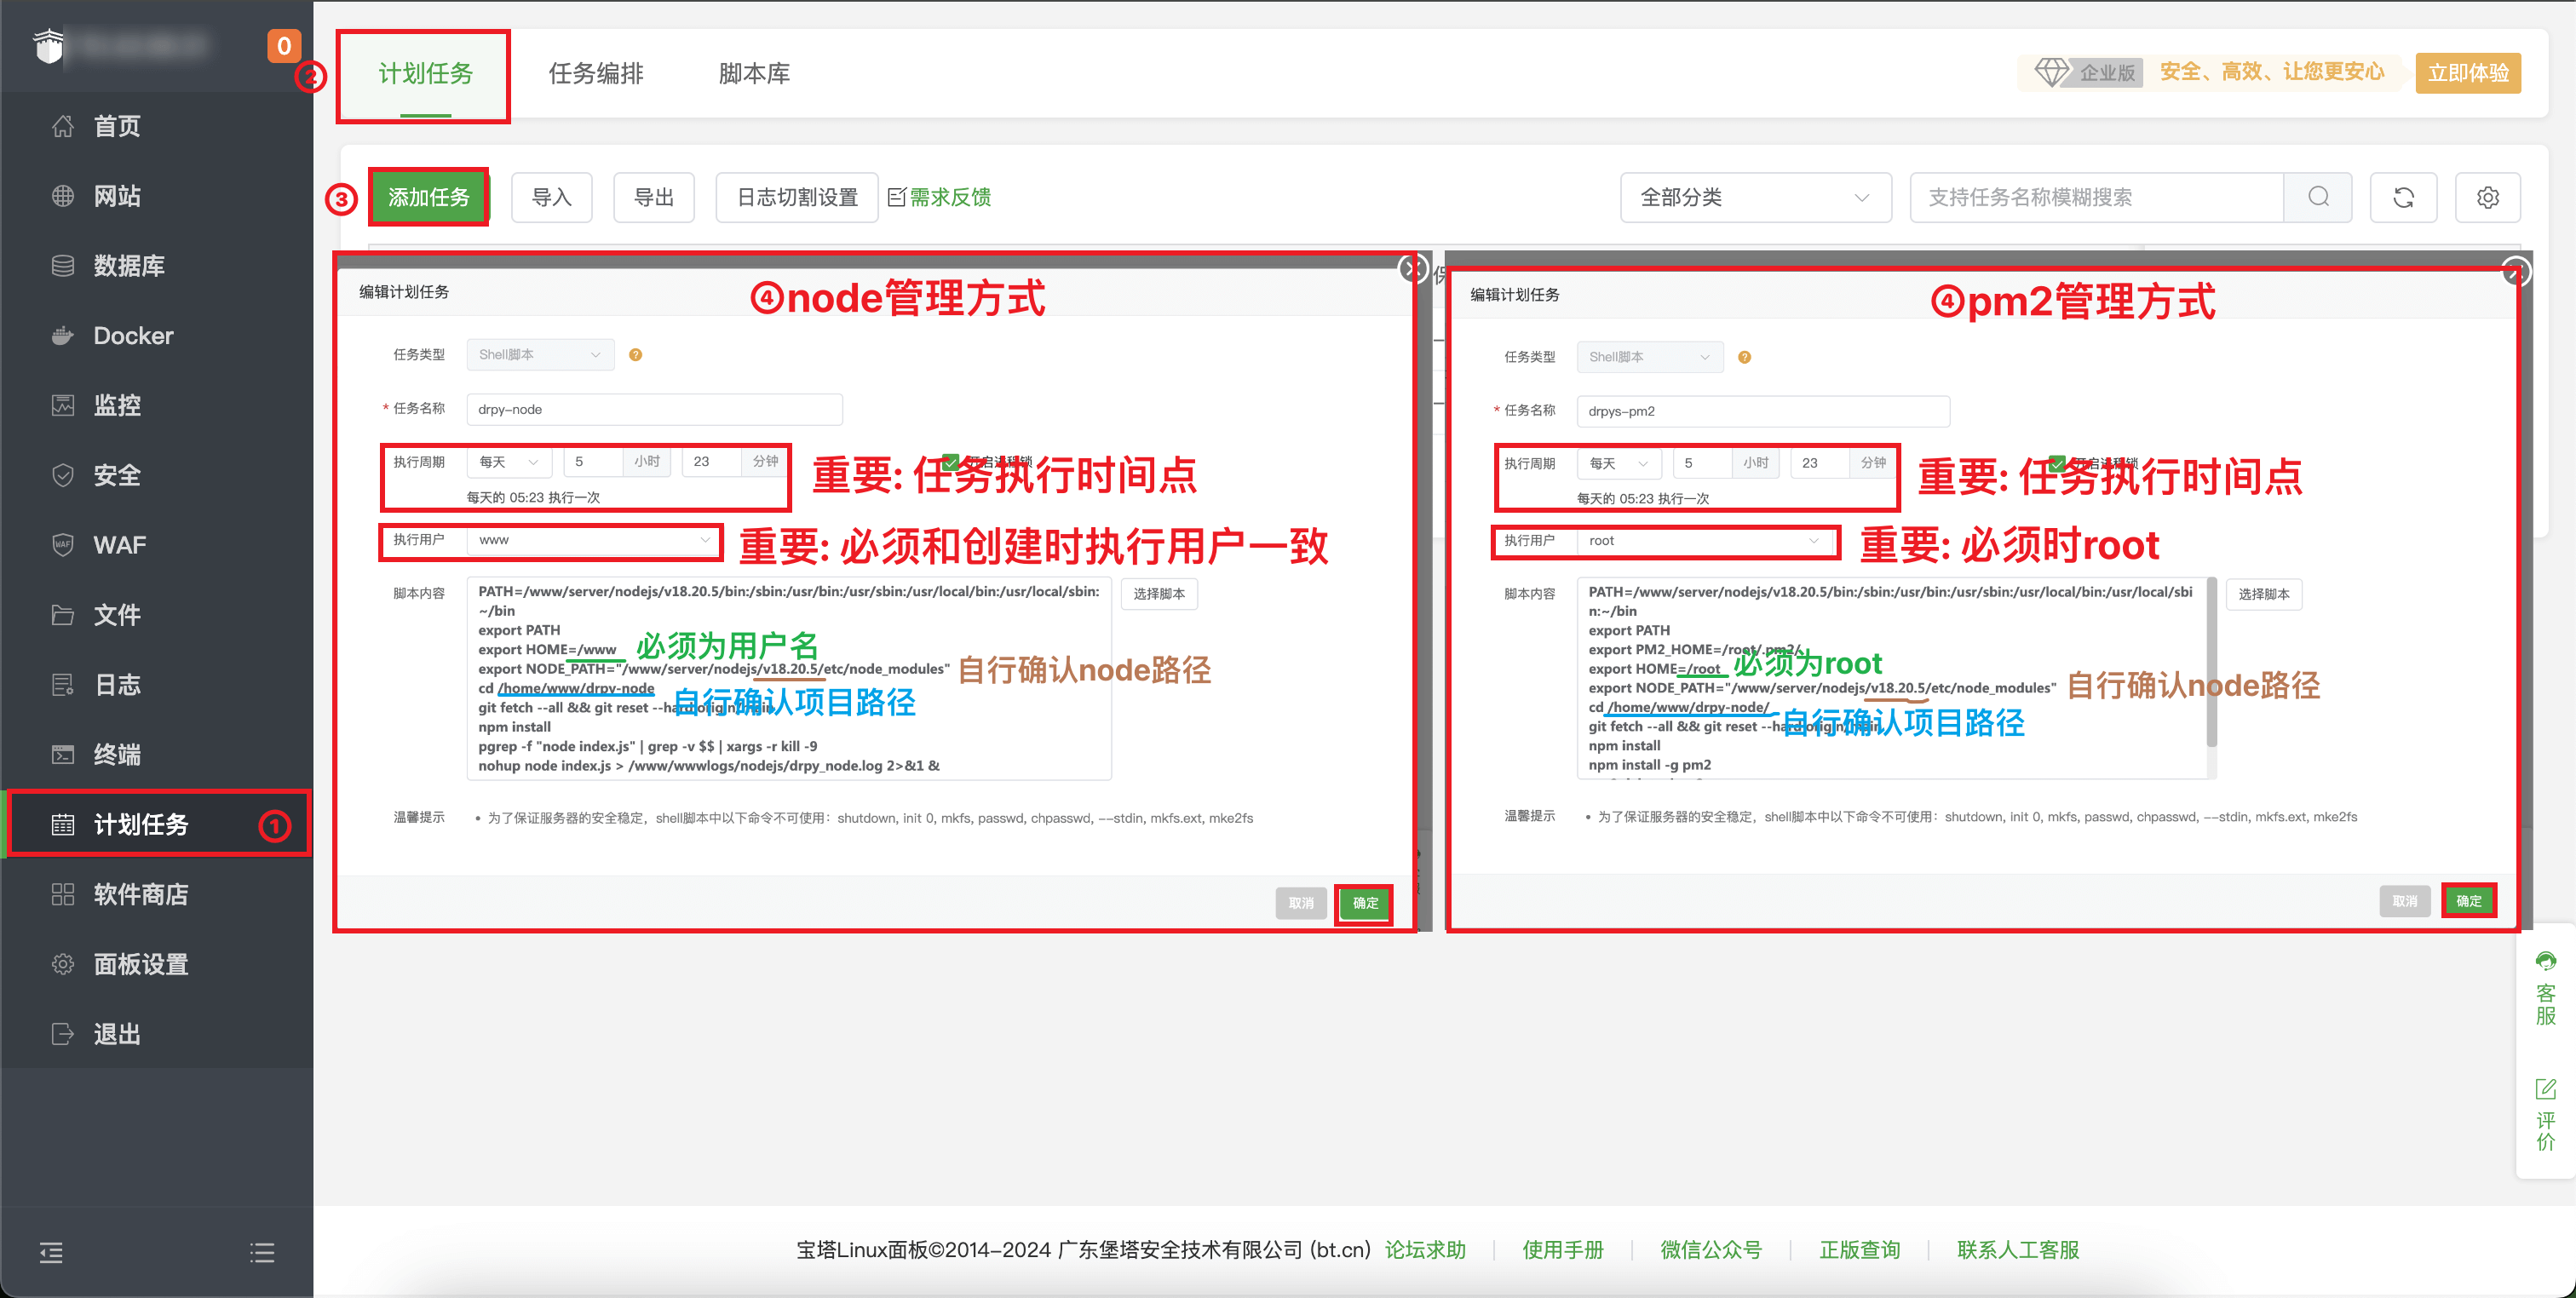 0
首页
网站
数据库
Docker
监控
安全
WAF
文件
日志
终端
计划任务 ①
软件商店
面板设置
退出
② 计划任务 任务编排 脚本库
企业版 安全、高效、让您更安心 立即体验
③ 添加任务 导入 导出 日志切割设置 需求反馈 全部分类 支持任务名称模糊搜索
编辑计划任务 ④node管理方式
任务类型 Shell脚本 ?
* 任务名称 drpy-node
执行周期 每天 5 小时 23 分钟 开启进程锁 重要: 任务执行时间点
每天的 05:23 执行一次
执行用户 www 重要: 必须和创建时执行用户一致
脚本内容 PATH=/www/server/nodejs/v18.20.5/bin:/sbin:/usr/bin:/usr/sbin:/usr/local/bin:/usr/local/sbin: 选择脚本
~/bin
export PATH
export HOME=/www 必须为用户名
export NODE_PATH="/www/server/nodejs/v18.20.5/etc/node_modules" 自行确认node路径
cd /home/www/drpy-node 自行确认项目路径
git fetch --all && git reset --hard origin/main
npm install
pgrep -f "node index.js" | grep -v $$ | xargs -r kill -9
nohup node index.js > /www/wwwlogs/nodejs/drpy_node.log 2>&1 &
温馨提示 • 为了保证服务器的安全稳定，shell脚本中以下命令不可使用：shutdown, init 0, mkfs, passwd, chpasswd, --stdin, mkfs.ext, mke2fs
取消 确定
保
编辑计划任务 ④pm2管理方式
任务类型 Shell脚本 ?
* 任务名称 drpys-pm2
执行周期 每天 5 小时 23 分钟 开启进程锁 重要: 任务执行时间点
每天的 05:23 执行一次
执行用户 root 重要: 必须时root
脚本内容 PATH=/www/server/nodejs/v18.20.5/bin:/sbin:/usr/bin:/usr/sbin:/usr/local/bin:/usr/local/sbi 选择脚本
n:~/bin
export PATH
export PM2_HOME=/root/.pm2/
export HOME=/root 必须为root
export NODE_PATH="/www/server/nodejs/v18.20.5/etc/node_modules" 自行确认node路径
cd /home/www/drpy-node/ 自行确认项目路径
git fetch --all && git reset --hard origin/main
npm install
npm install -g pm2
温馨提示 • 为了保证服务器的安全稳定，shell脚本中以下命令不可使用：shutdown, init 0, mkfs, passwd, chpasswd, --stdin, mkfs.ext, mke2fs
取消 确定
客服
评价
宝塔Linux面板©2014-2024 广东堡塔安全技术有限公司 (bt.cn) 论坛求助 使用手册 微信公众号 正版查询 联系人工客服